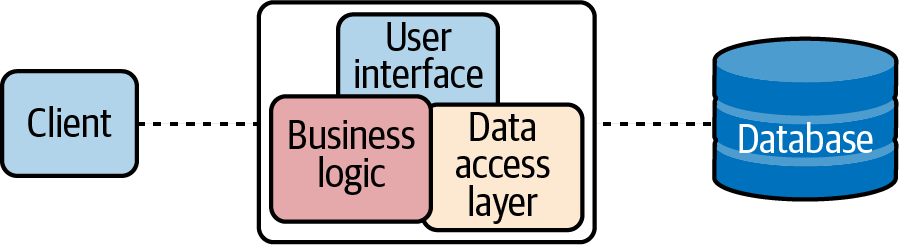 Client
User
interface
Business
logic
Data
access
layer
Database